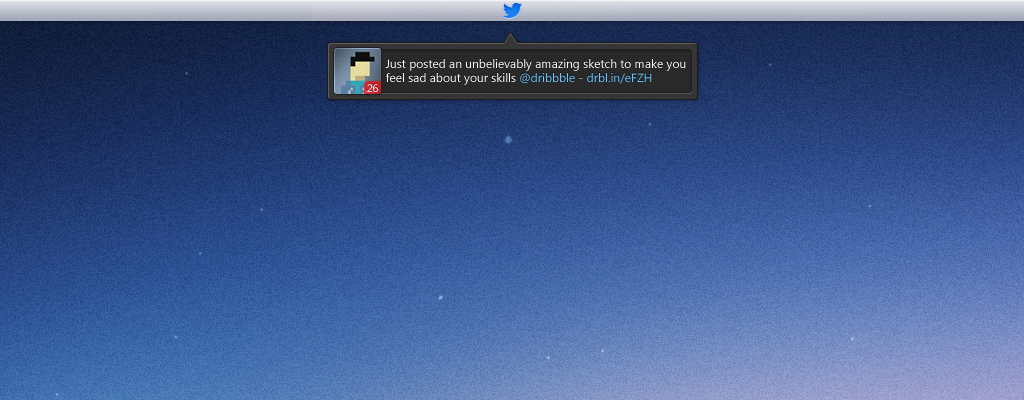 Just posted an unbelievably amazing sketch to make you
feel sad about your skills @dribbble - drbl.in/eFZH
26